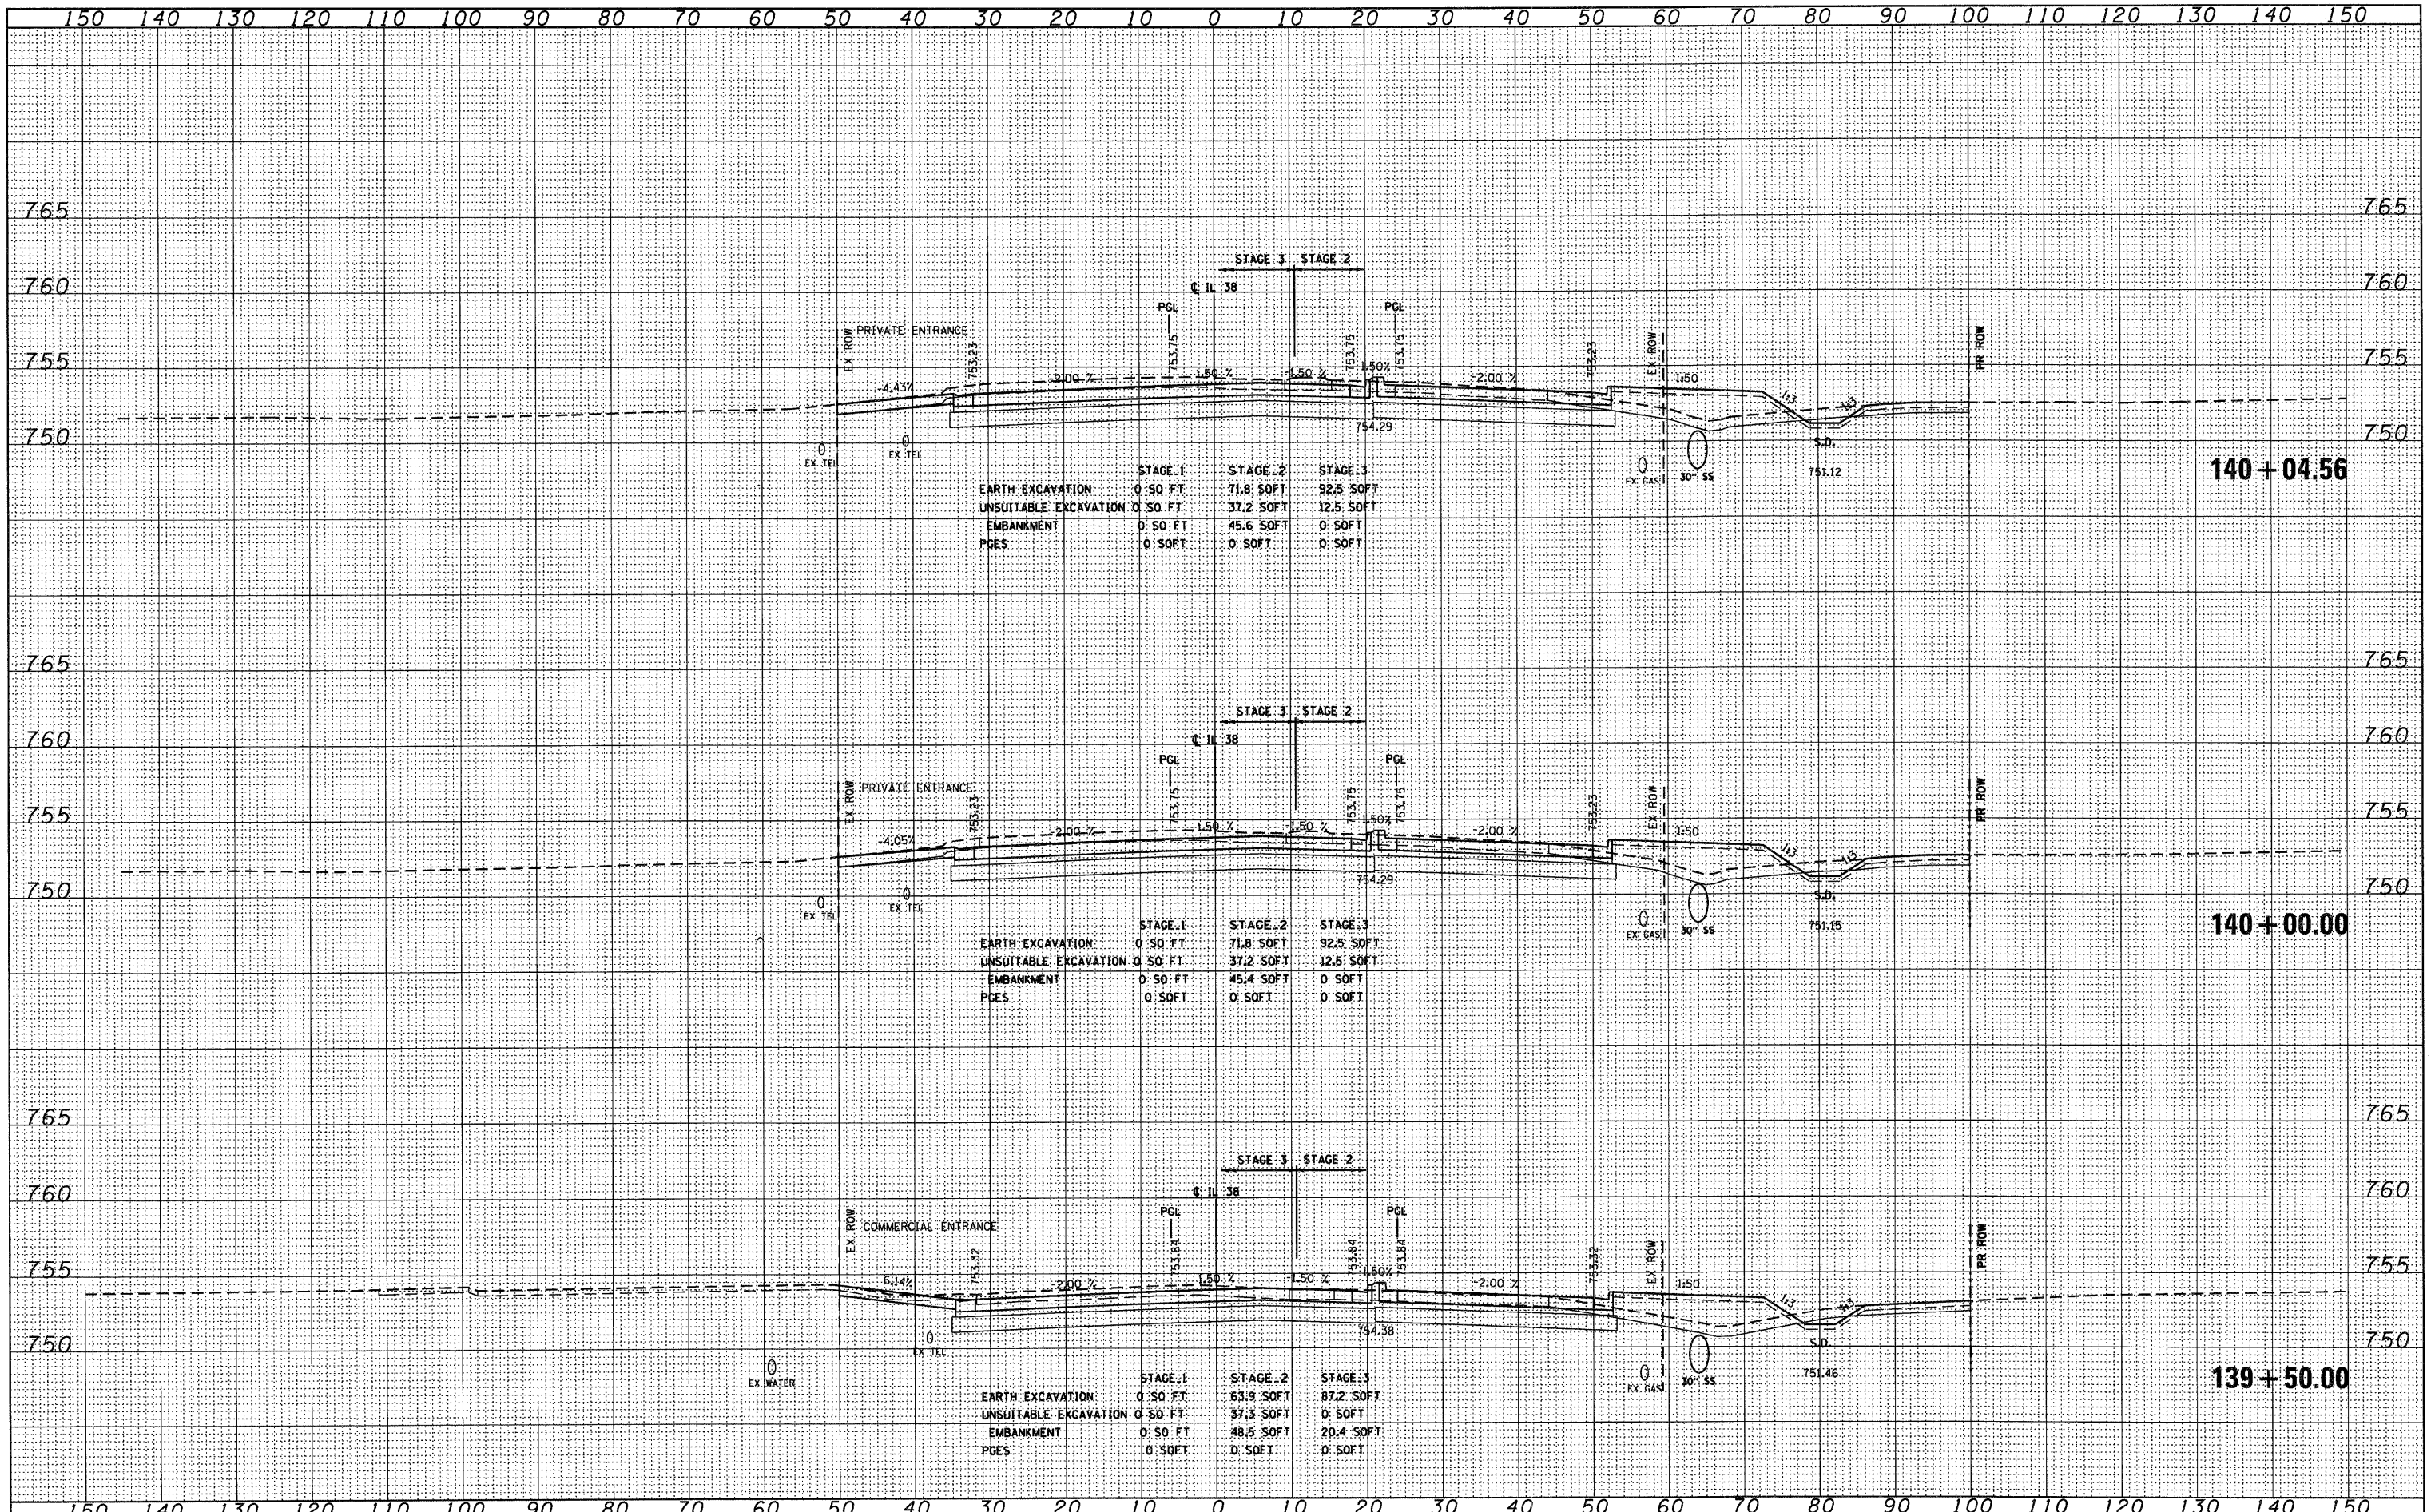 150 140 130 120 110 100 90 80 70 60 50 40 30 20 10 0 10 20 30 40 50 60 70 80 90 100 110 120 130 140 150
765 765
STAGE 3 STAGE 2
760 ℄ IL 38 760
PGL PGL
EX ROW PRIVATE ENTRANCE 753.23 753.75 753.75 753.75 753.23 EX ROW PR ROW
755 755
-4.43% -2.00 % 1.50 % -1.50 % 1.50% -2.00 % 1:50
1:3 1:3
750 754.29 S.D. 750
EX TEL EX TEL
EX GAS 30" SS 751.12
140+04.56
STAGE 1 STAGE 2 STAGE 3
EARTH EXCAVATION 0 SQ FT 71.8 SQFT 92.5 SQFT
UNSUITABLE EXCAVATION 0 SQ FT 37.2 SQFT 12.5 SQFT
EMBANKMENT 0 SQ FT 45.6 SQFT 0 SQFT
PGES 0 SQFT 0 SQFT 0 SQFT
765 765
STAGE 3 STAGE 2
760 ℄ IL 38 760
PGL PGL
EX ROW PRIVATE ENTRANCE 753.23 753.75 753.75 753.75 753.23 EX ROW PR ROW
755 755
-4.05% -2.00 % 1.50 % -1.50 % 1.50% -2.00 % 1:50
1:3 1:3
750 754.29 S.D. 750
EX TEL EX TEL
EX GAS 30" SS 751.15
140+00.00
STAGE 1 STAGE 2 STAGE 3
EARTH EXCAVATION 0 SQ FT 71.8 SQFT 92.5 SQFT
UNSUITABLE EXCAVATION 0 SQ FT 37.2 SQFT 12.5 SQFT
EMBANKMENT 0 SQ FT 45.4 SQFT 0 SQFT
PGES 0 SQFT 0 SQFT 0 SQFT
765 765
STAGE 3 STAGE 2
760 ℄ IL 38 760
PGL PGL
EX ROW COMMERCIAL ENTRANCE 753.32 753.84 753.84 753.84 753.32 EX ROW PR ROW
755 755
6.14% -2.00 % 1.50 % -1.50 % 1.50% -2.00 % 1:50
1:3 1:3
750 754.38 S.D. 750
EX TEL
EX WATER EX GAS 30" SS 751.46
139+50.00
STAGE 1 STAGE 2 STAGE 3
EARTH EXCAVATION 0 SQ FT 63.9 SQFT 87.2 SQFT
UNSUITABLE EXCAVATION 0 SQ FT 37.3 SQFT 0 SQFT
EMBANKMENT 0 SQ FT 48.5 SQFT 20.4 SQFT
PGES 0 SQFT 0 SQFT 0 SQFT
150 140 130 120 110 100 90 80 70 60 50 40 30 20 10 0 10 20 30 40 50 60 70 80 90 100 110 120 130 140 150